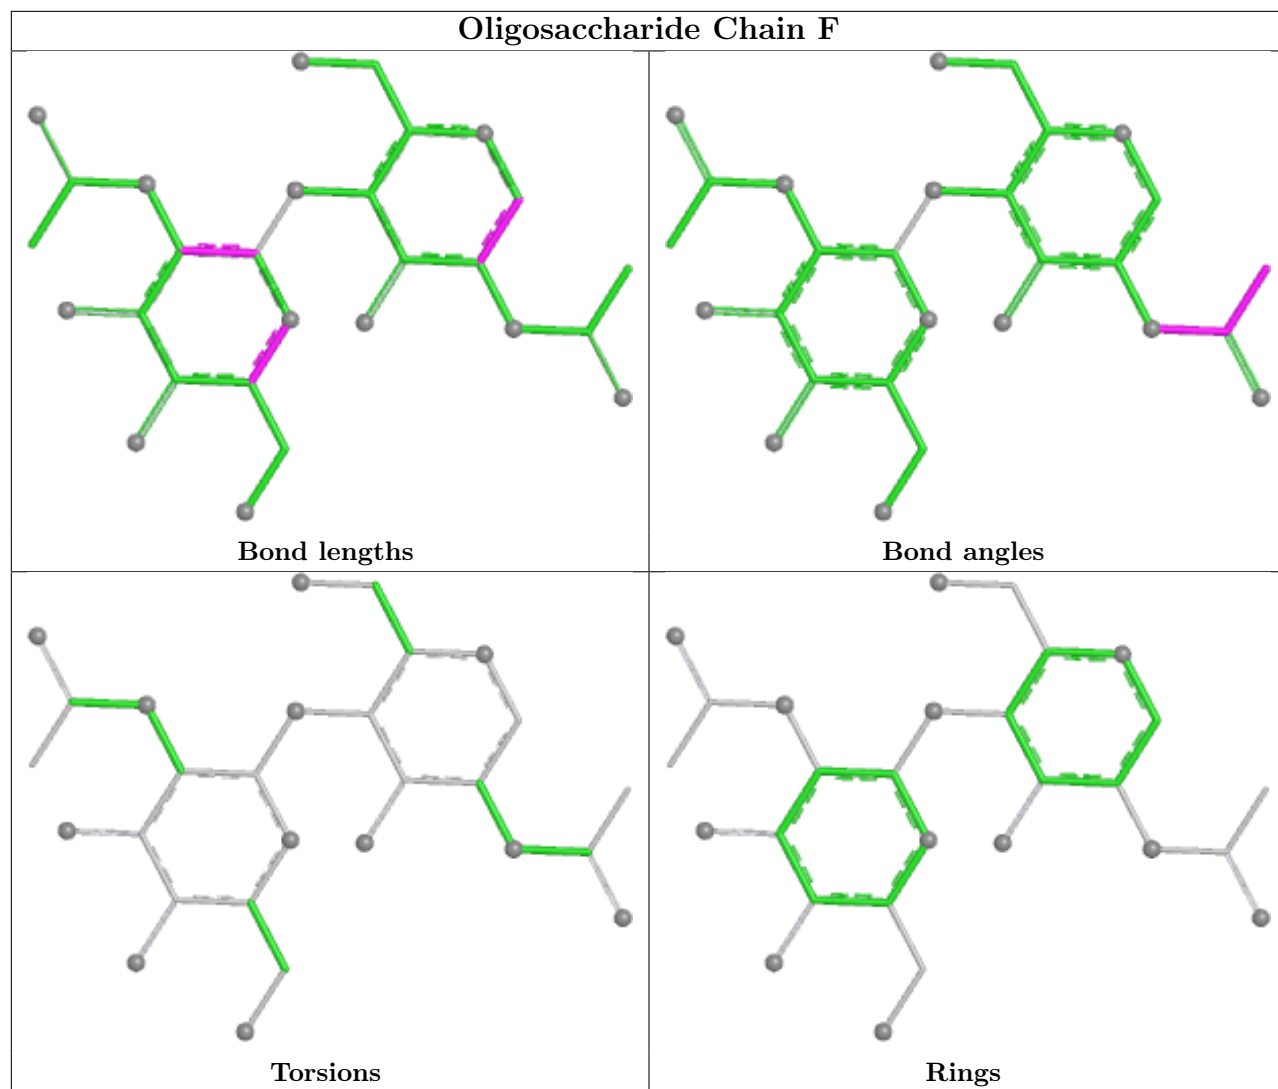 Oligosaccharide Chain F
Bond lengths
Bond angles
Torsions
Rings